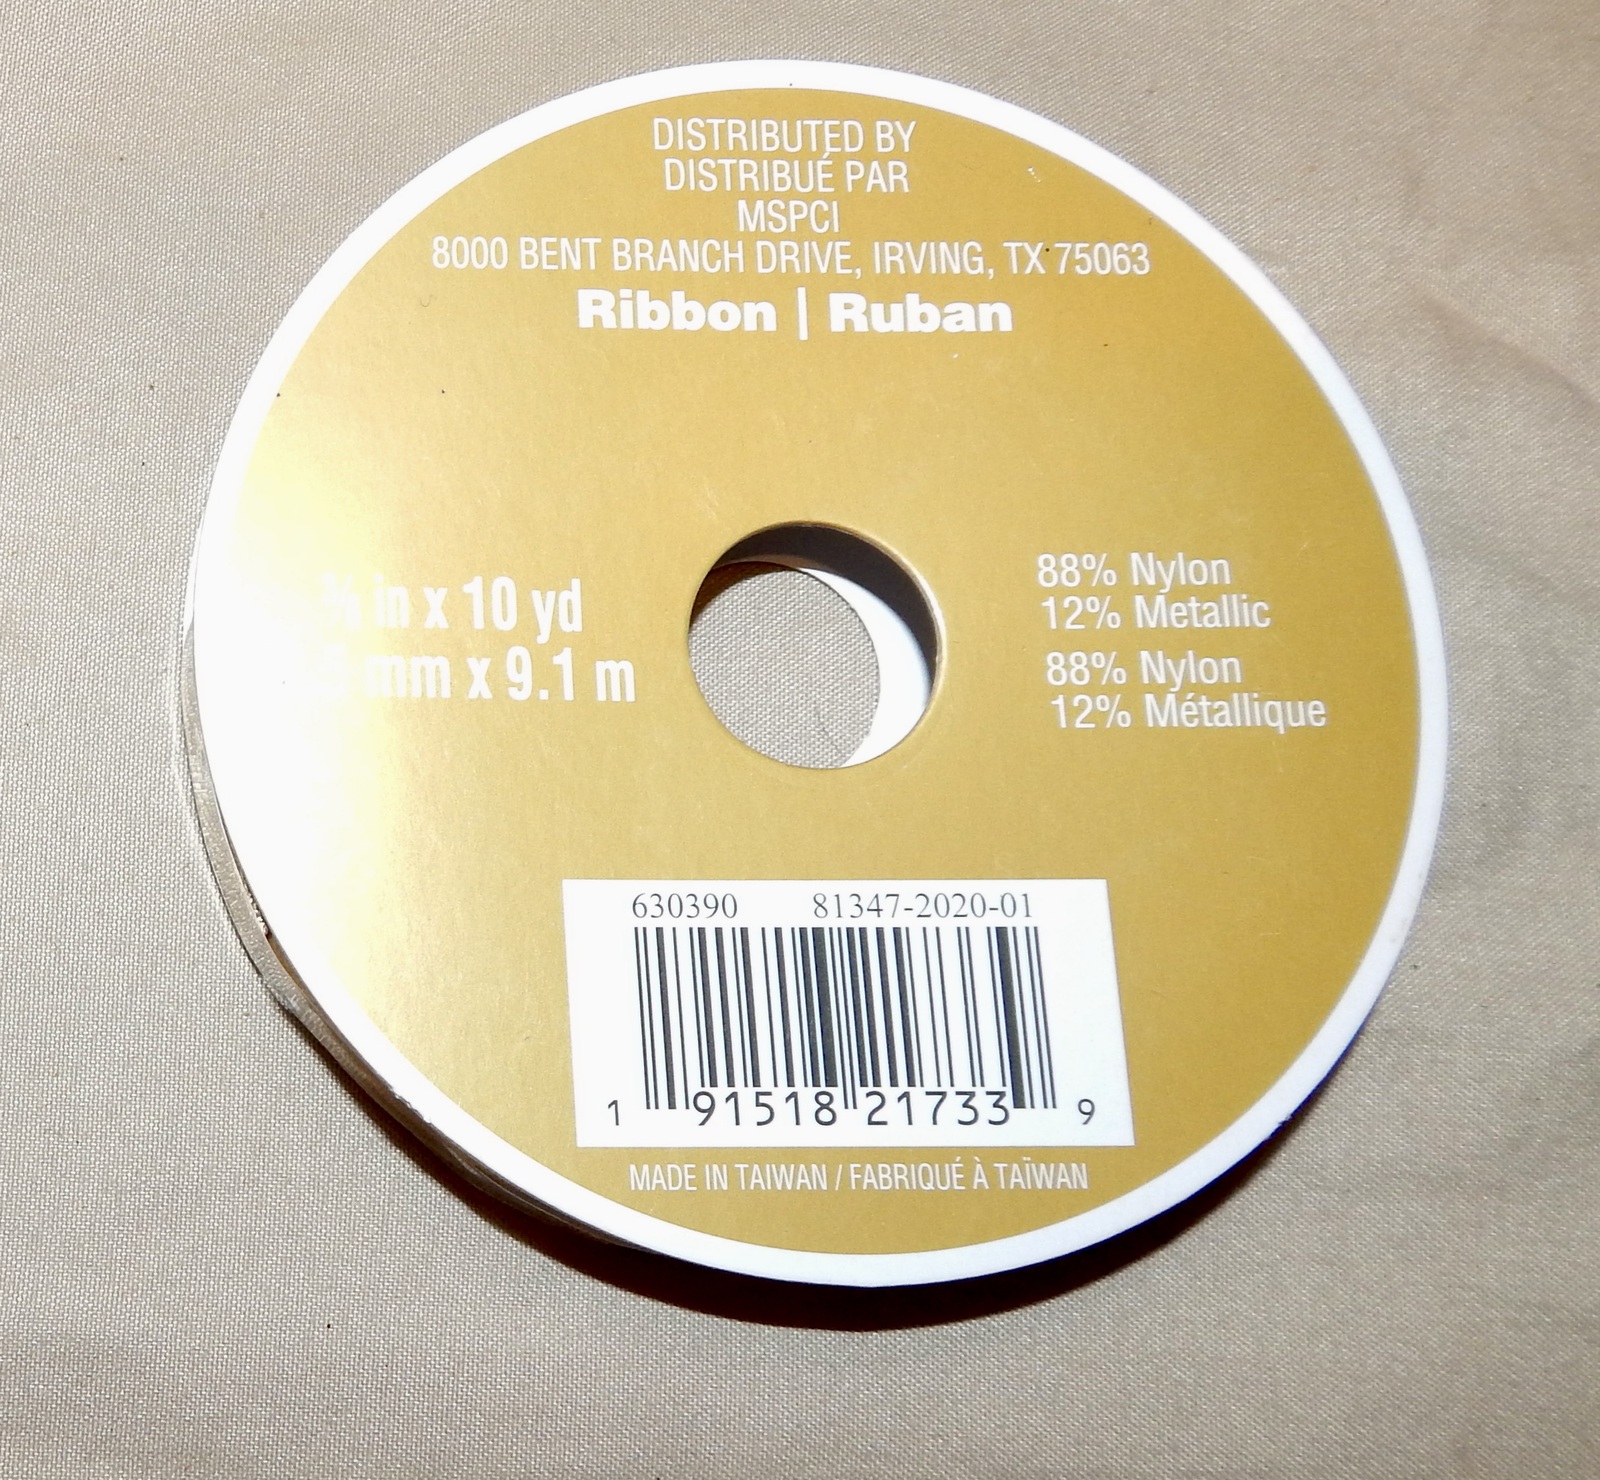 DISTRIBUTED BY
DISTRIBUÉ PAR
MSPCI
8000 BENT BRANCH DRIVE, IRVING, TX 75063
Ribbon | Ruban
in x 10 yd
mm x 9.1 m
88% Nylon
12% Metallic
88% Nylon
12% Métallique
630390 81347-2020-01
1 91518 21733 9
MADE IN TAIWAN / FABRIQUÉ À TAÏWAN